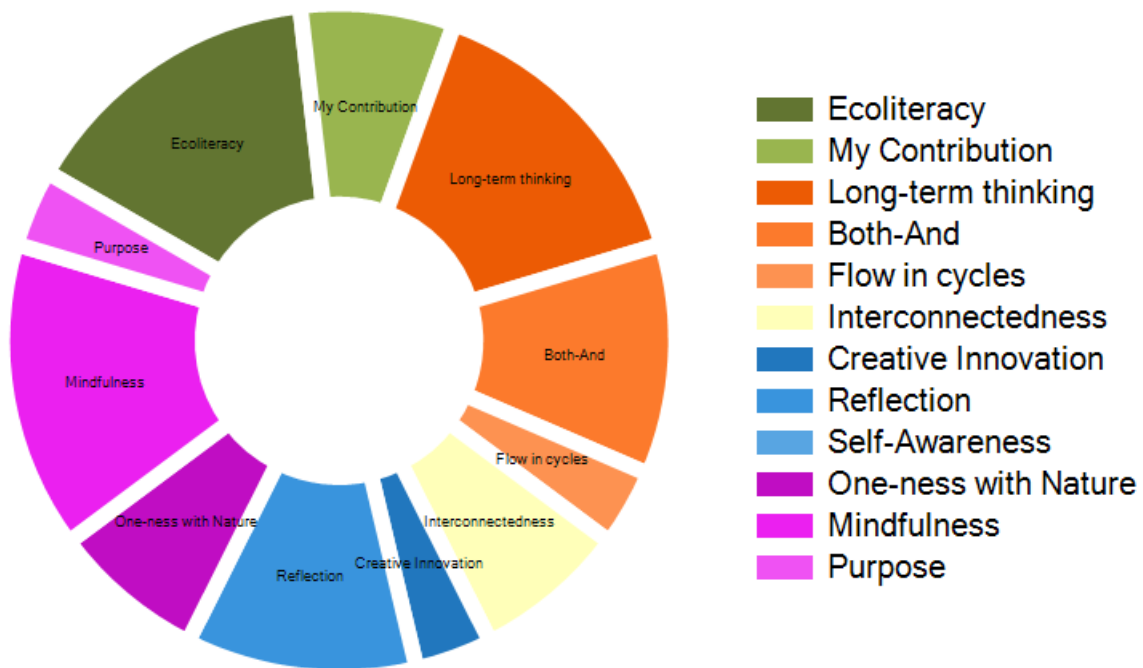 My Contribution
Ecoliteracy
Long-term thinking
Purpose
Both-And
Mindfulness
Flow in cycles
One-ness with Nature
Interconnectedness
Creative Innovation
Reflection
Ecoliteracy
My Contribution
Long-term thinking
Both-And
Flow in cycles
Interconnectedness
Creative Innovation
Reflection
Self-Awareness
One-ness with Nature
Mindfulness
Purpose